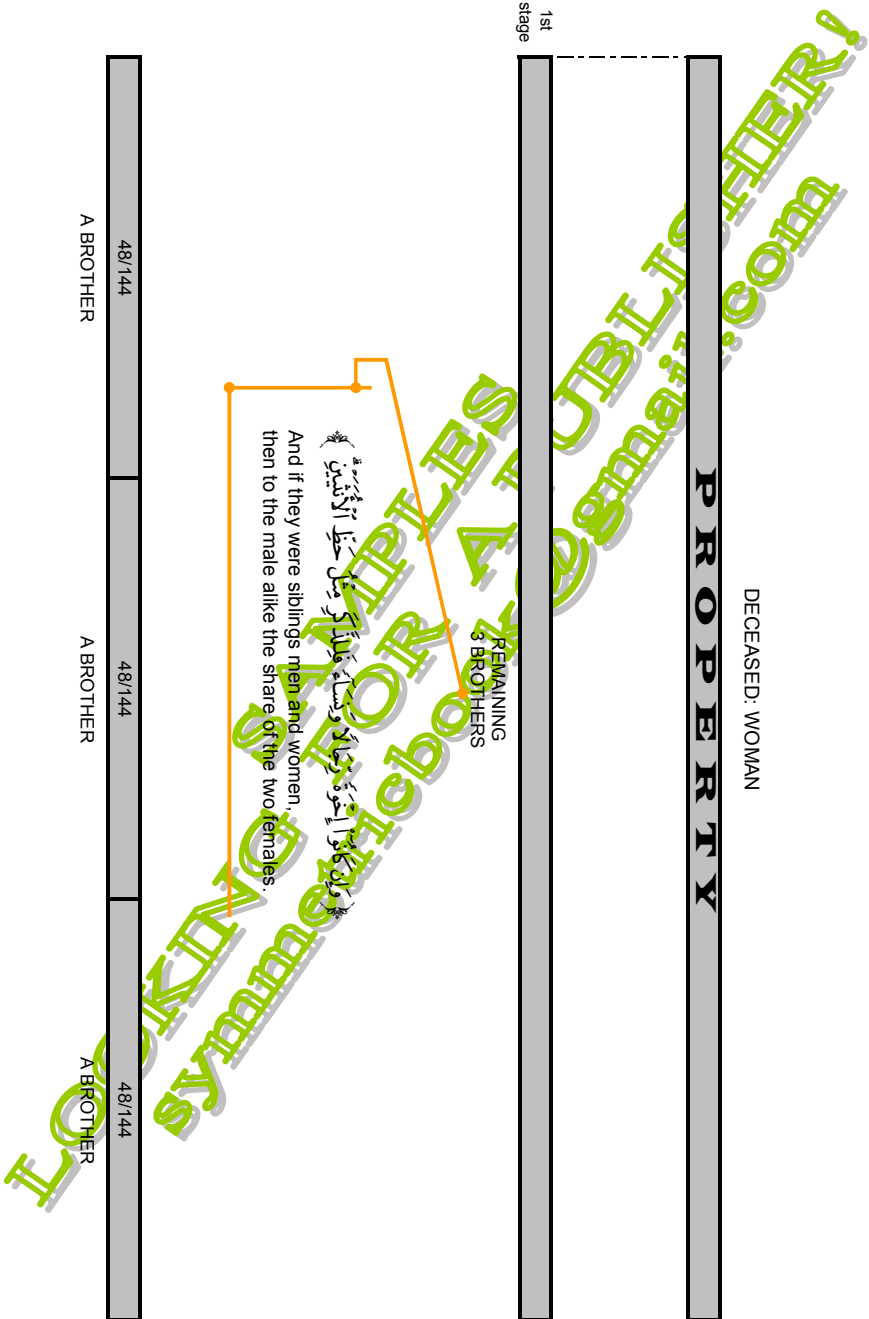 DECEASED: WOMAN
PROPERTY
1st
stage
REMAINING
3 BROTHERS
﴿ وَإِن كَانُوٓا۟ إِخْوَةً رِّجَالًا وَنِسَآءً فَلِلذَّكَرِ مِثْلُ حَظِّ ٱلْأُنثَيَيْنِ ۗ ﴾
And if they were siblings men and women,
then to the male alike the share of the two females.
48/144
48/144
48/144
A BROTHER
A BROTHER
A BROTHER
SAMPLES
LOOKING FOR A PUBLISHER!
symmetricbook@gmail.com